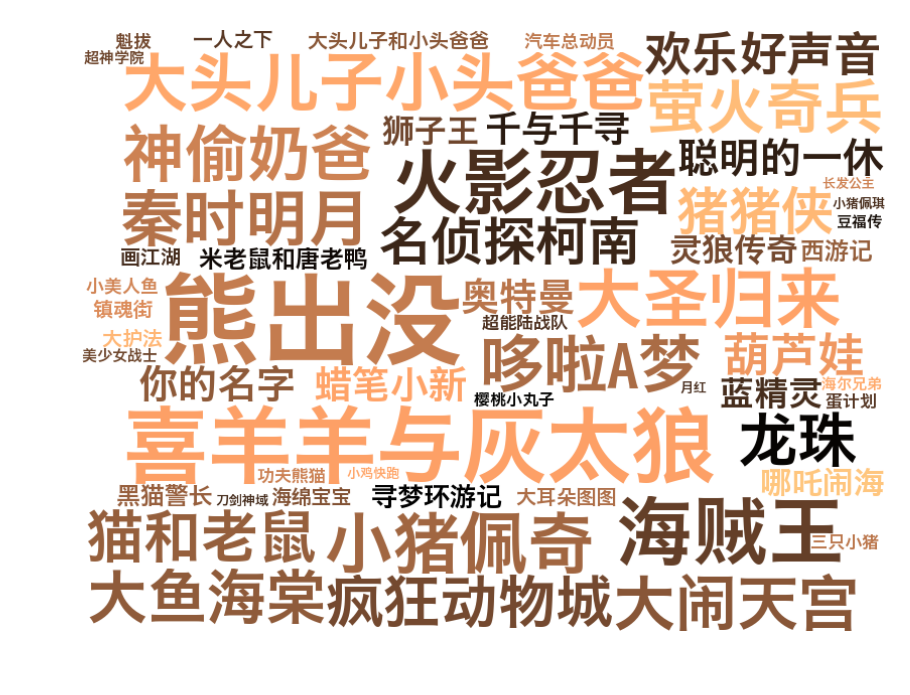 魁拔
一人之下
大头儿子和小头爸爸
汽车总动员
欢乐好声音
超神学院
大头儿子小头爸爸
萤火奇兵
神偷奶爸
狮子王
千与千寻
火影忍者
聪明的一休
长发公主
秦时明月
猪猪侠
小猪佩琪
豆福传
名侦探柯南
灵狼传奇
西游记
画江湖
米老鼠和唐老鸭
小美人鱼
熊出没
奥特曼
大圣归来
镇魂街
超能陆战队
大护法
哆啦A梦
葫芦娃
美少女战士
你的名字
蜡笔小新
月红
蓝精灵
海尔兄弟
樱桃小丸子
蛋计划
喜羊羊与灰太狼
龙珠
功夫熊猫
小鸡快跑
哪吒闹海
黑猫警长
刀剑神域
海绵宝宝
寻梦环游记
大耳朵图图
猫和老鼠
小猪佩奇
海贼王
三只小猪
大鱼海棠
疯狂动物城
大闹天宫